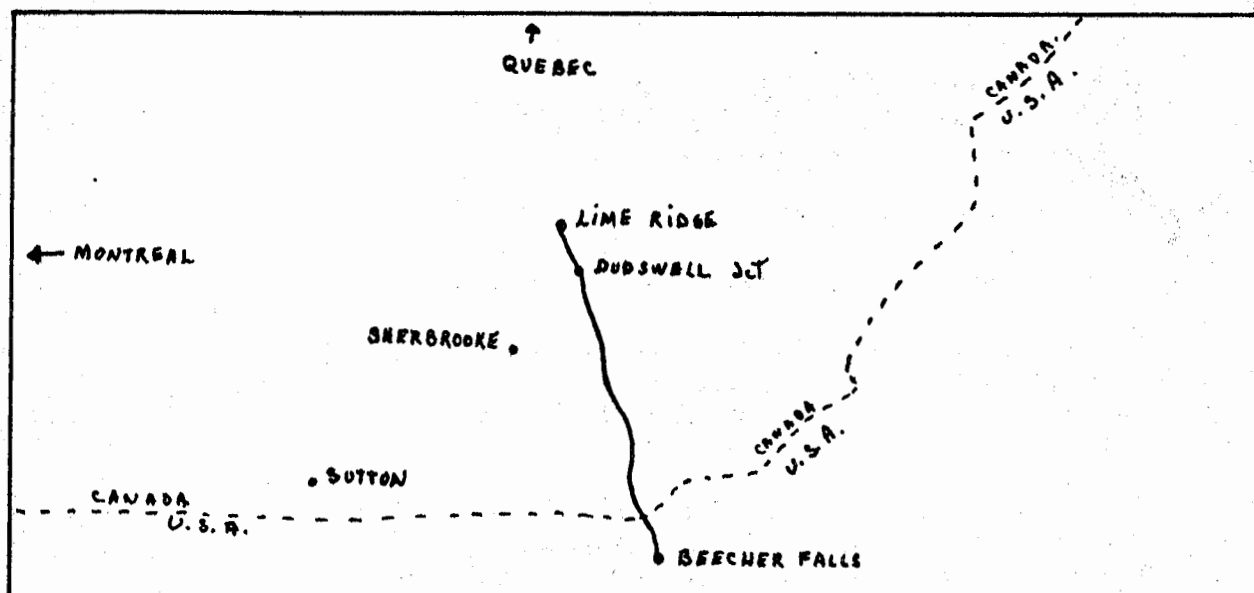 QUEBEC
CANADA
U.S.A.
LIME RIDGE
MONTREAL
DUDSWELL JCT
SHERBROOKE
CANADA
U.S.A.
SUTTON
CANADA
U.S.A.
BEECHER FALLS